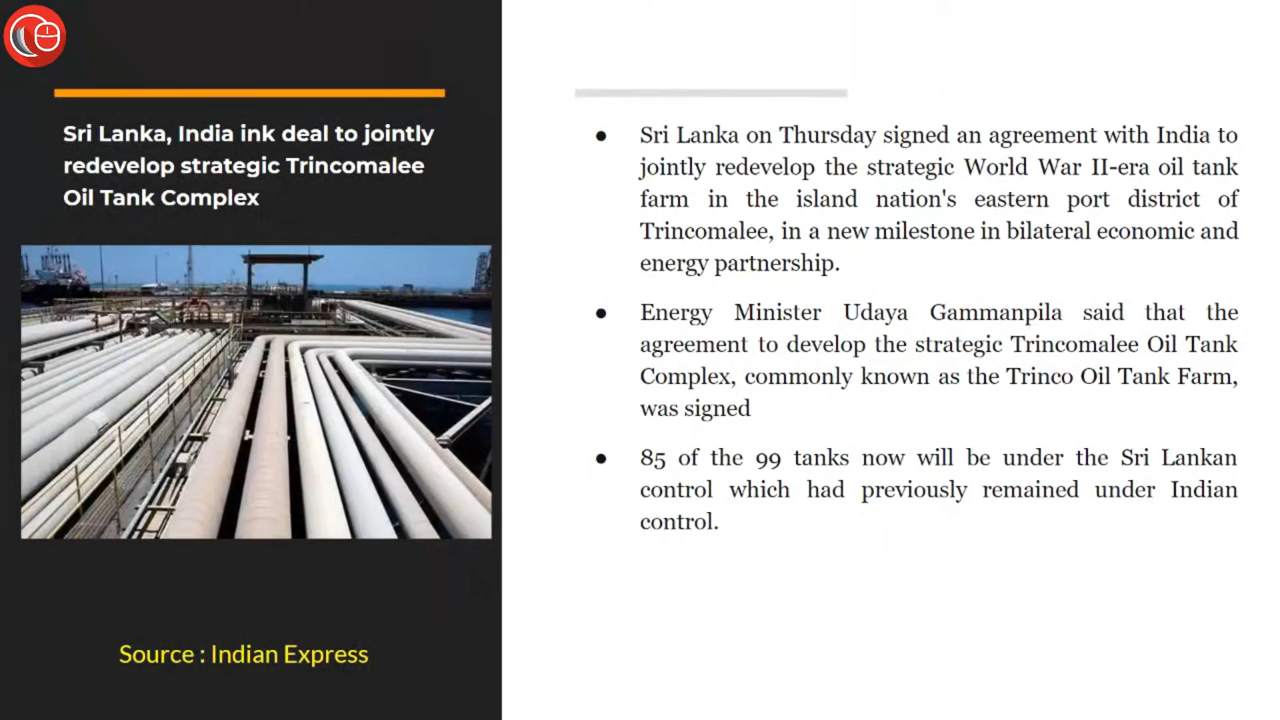 Sri Lanka, India ink deal to jointly
redevelop strategic Trincomalee
Oil Tank Complex
Source : Indian Express
● Sri Lanka on Thursday signed an agreement with India to
jointly redevelop the strategic World War II-era oil tank
farm in the island nation's eastern port district of
Trincomalee, in a new milestone in bilateral economic and
energy partnership.
● Energy Minister Udaya Gammanpila said that the
agreement to develop the strategic Trincomalee Oil Tank
Complex, commonly known as the Trinco Oil Tank Farm,
was signed
● 85 of the 99 tanks now will be under the Sri Lankan
control which had previously remained under Indian
control.